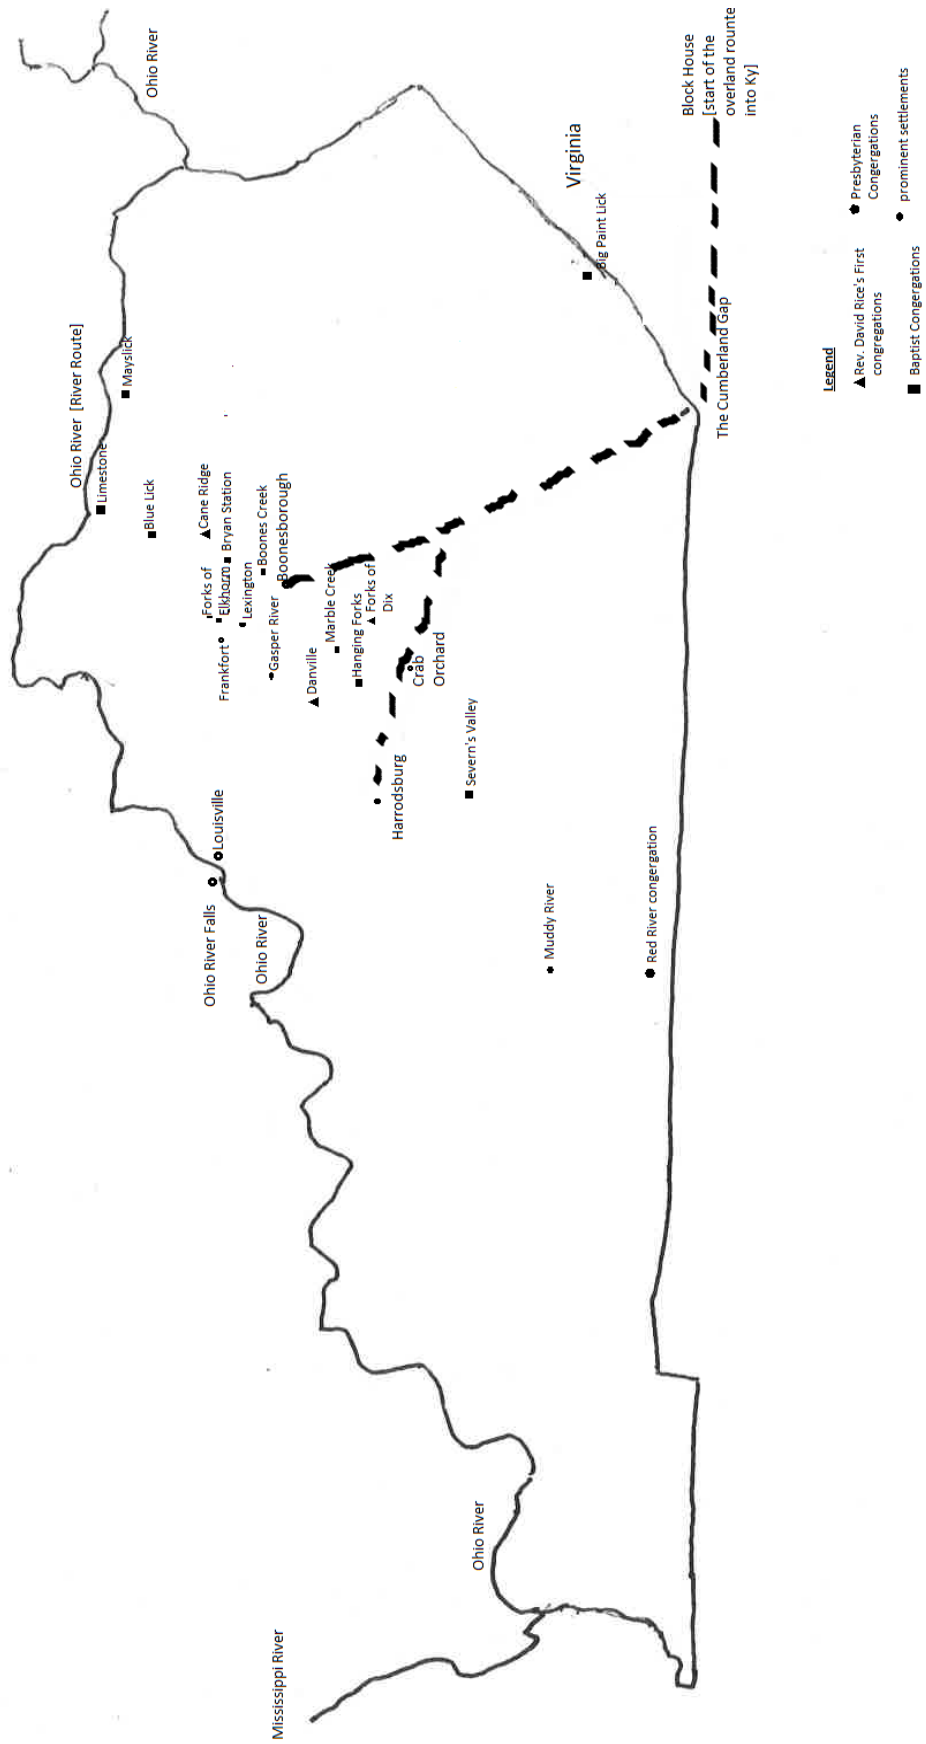 Ohio River
Ohio River [River Route]
Virginia
Block House
[start of the
overland rounte
into Ky]
Limestone
Mayslick
Blue Lick
Big Paint Lick
Cane Ridge
Bryan Station
Forks of
Elkhorn
Lexington
Boones Creek
Boonesborough
Frankfort
Gasper River
Marble Creek
Danville
Hanging Forks
Forks of
Dix
Crab
Orchard
The Cumberland Gap
Harrodsburg
Severn's Valley
Louisville
Ohio River Falls
Ohio River
Muddy River
Red River congergation
Ohio River
Mississippi River
Legend
Rev. David Rice's First
congregations
Presbyterian
Congergations
Baptist Congergations
prominent settlements